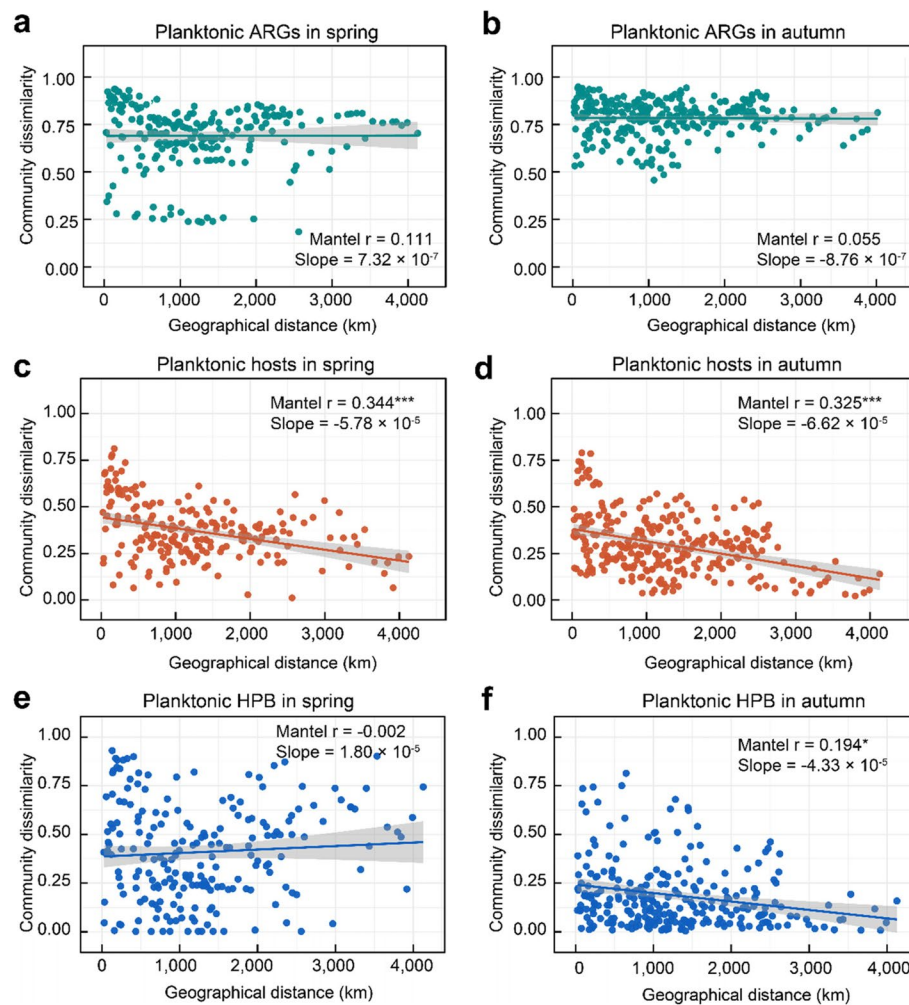 a
Planktonic ARGs in spring
Community dissimilarity
1.00
0.75
0.50
0.25
0.00
Mantel r = 0.111
Slope = 7.32 × 10⁻⁷
0 1,000 2,000 3,000 4,000
Geographical distance (km)
b
Planktonic ARGs in autumn
Community dissimilarity
1.00
0.75
0.50
0.25
0.00
Mantel r = 0.055
Slope = -8.76 × 10⁻⁷
0 1,000 2,000 3,000 4,000
Geographical distance (km)
c
Planktonic hosts in spring
Community dissimilarity
1.00
0.75
0.50
0.25
0.00
Mantel r = 0.344***
Slope = -5.78 × 10⁻⁵
0 1,000 2,000 3,000 4,000
Geographical distance (km)
d
Planktonic hosts in autumn
Community dissimilarity
1.00
0.75
0.50
0.25
0.00
Mantel r = 0.325***
Slope = -6.62 × 10⁻⁵
0 1,000 2,000 3,000 4,000
Geographical distance (km)
e
Planktonic HPB in spring
Community dissimilarity
1.00
0.75
0.50
0.25
0.00
Mantel r = -0.002
Slope = 1.80 × 10⁻⁵
0 1,000 2,000 3,000 4,000
Geographical distance (km)
f
Planktonic HPB in autumn
Community dissimilarity
1.00
0.75
0.50
0.25
0.00
Mantel r = 0.194*
Slope = -4.33 × 10⁻⁵
0 1,000 2,000 3,000 4,000
Geographical distance (km)